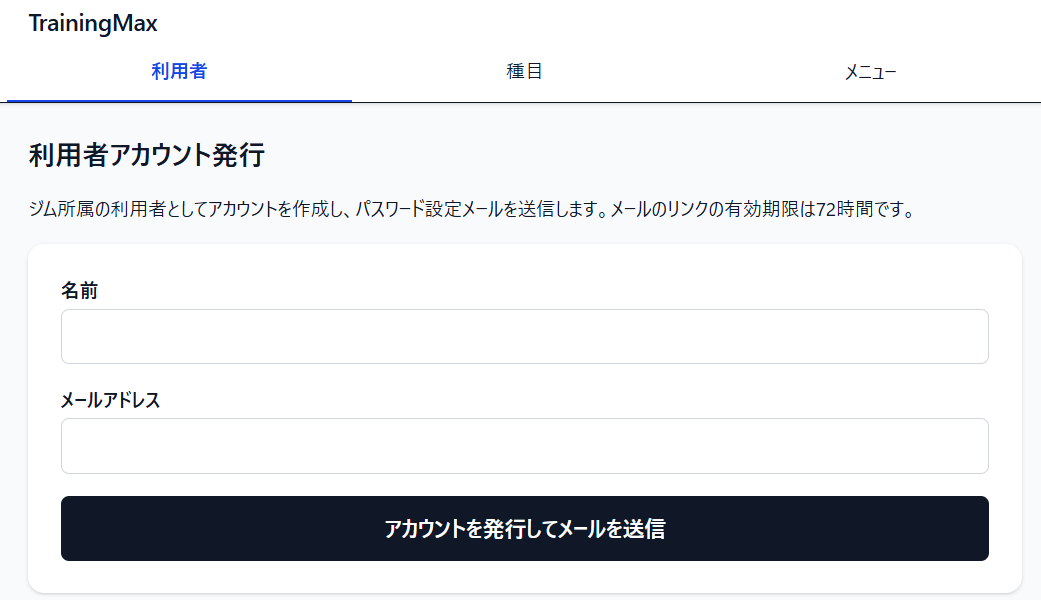 TrainingMax
利用者
種目
メニュー
利用者アカウント発行
ジム所属の利用者としてアカウントを作成し、パスワード設定メールを送信します。メールのリンクの有効期限は72時間です。
名前
メールアドレス
アカウントを発行してメールを送信